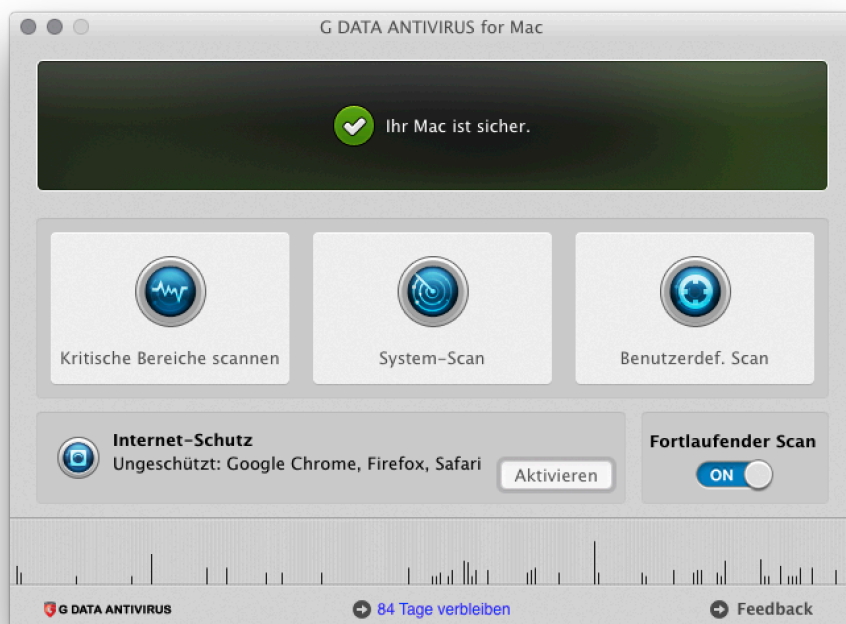 G DATA ANTIVIRUS for Mac
Ihr Mac ist sicher.
Kritische Bereiche scannen
System-Scan
Benutzerdef. Scan
Internet-Schutz
Ungeschützt: Google Chrome, Firefox, Safari
Aktivieren
Fortlaufender Scan
ON
G DATA ANTIVIRUS
84 Tage verbleiben
Feedback